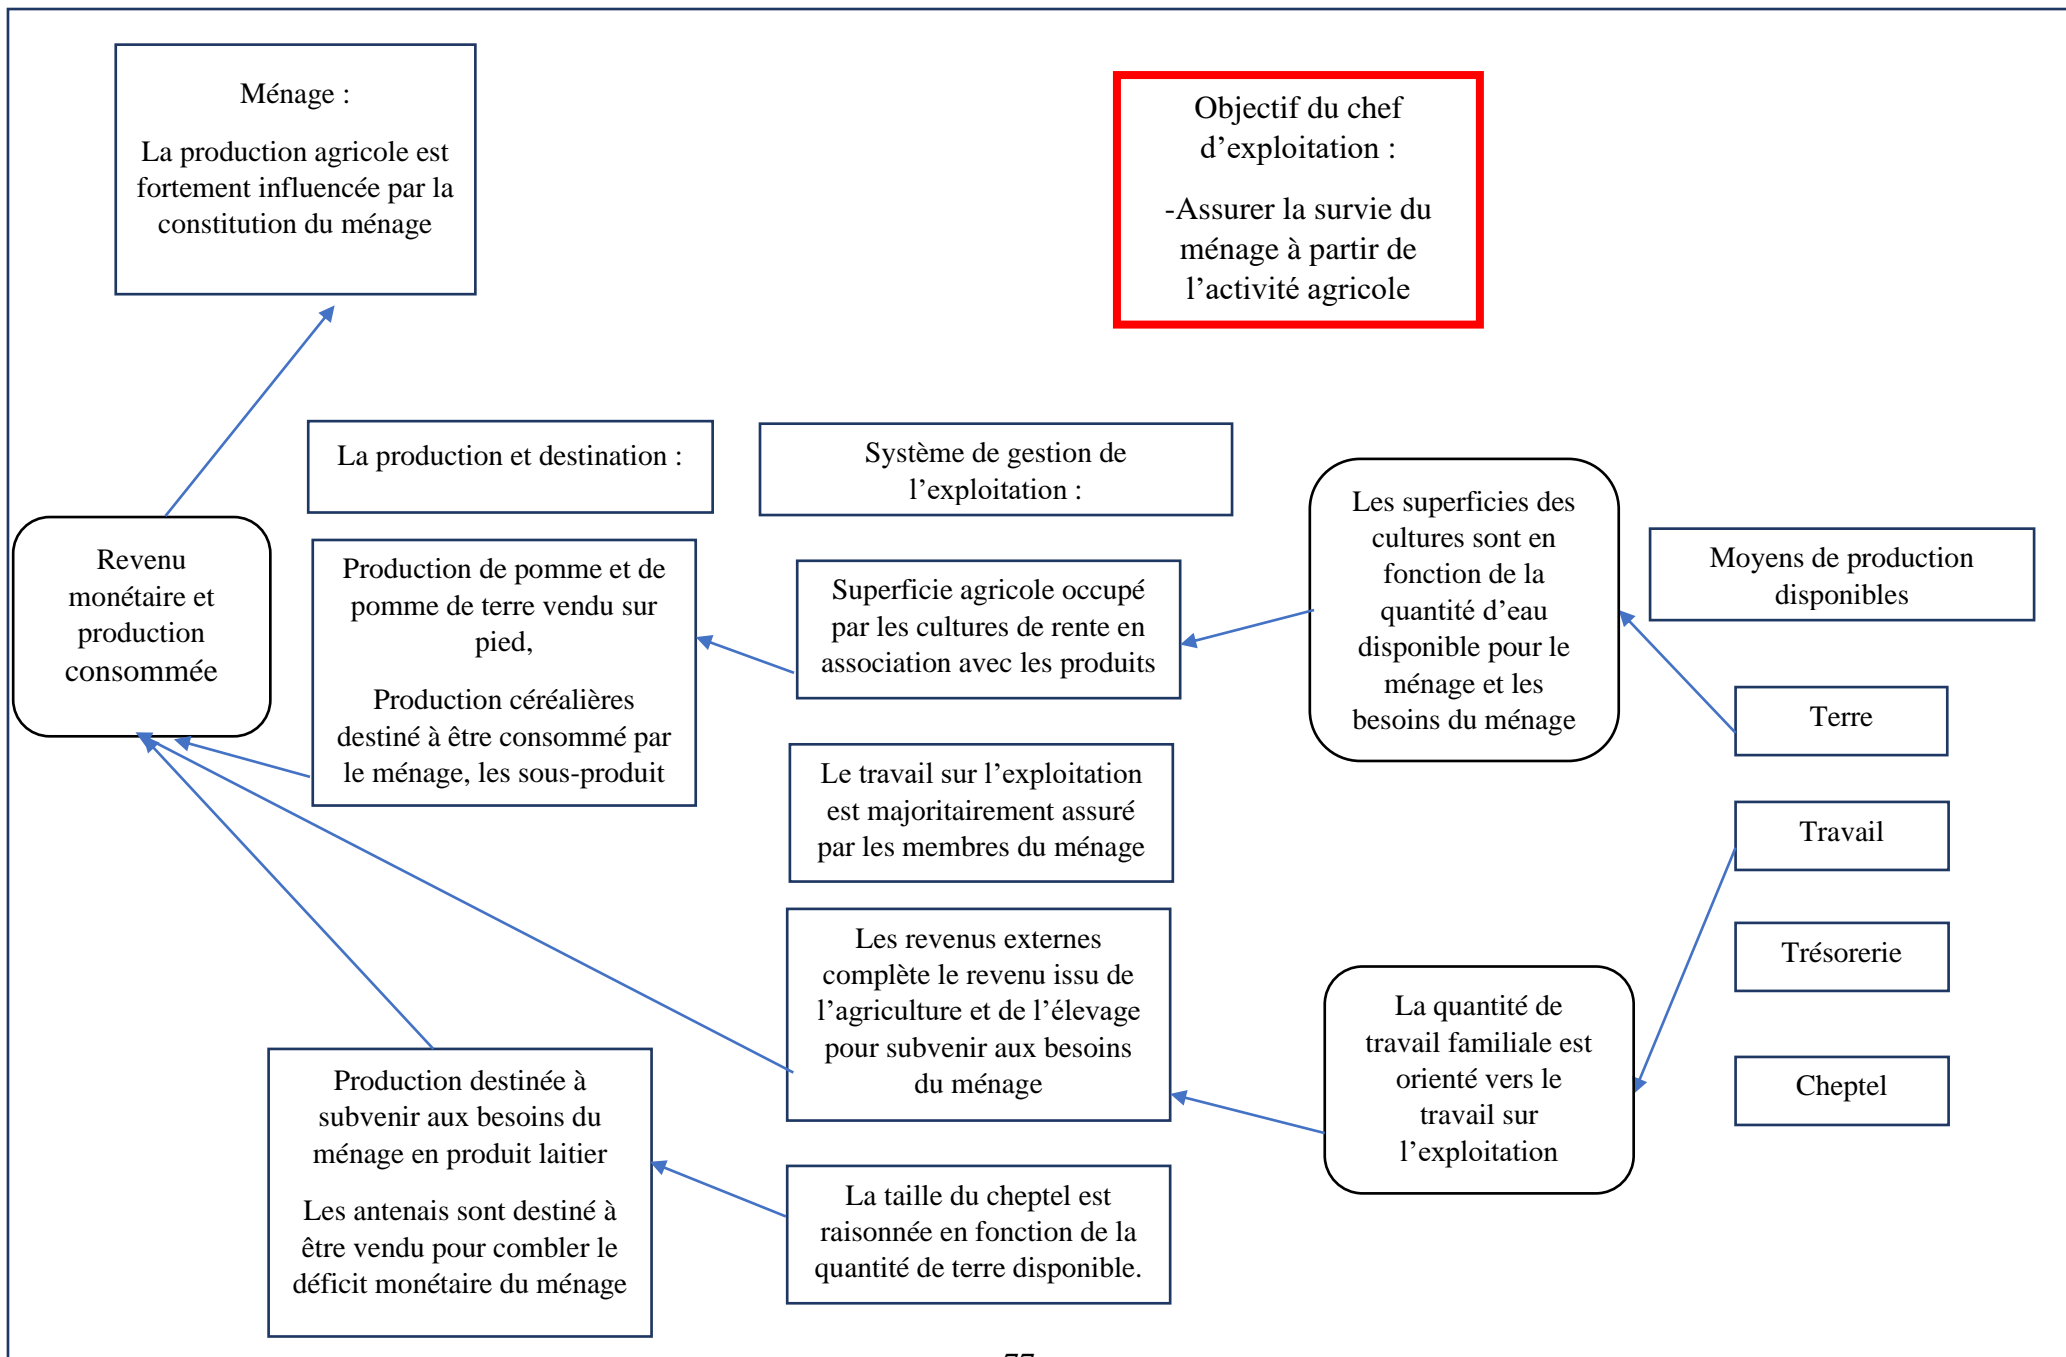 Ménage :
La production agricole est
fortement influencée par la
constitution du ménage
Objectif du chef
d’exploitation :
-Assurer la survie du
ménage à partir de
l’activité agricole
La production et destination :
Système de gestion de
l’exploitation :
Revenu
monétaire et
production
consommée
Production de pomme et de
pomme de terre vendu sur
pied,
Production céréalières
destiné à être consommé par
le ménage, les sous-produit
Superficie agricole occupé
par les cultures de rente en
association avec les produits
Les superficies des
cultures sont en
fonction de la
quantité d’eau
disponible pour le
ménage et les
besoins du ménage
Moyens de production
disponibles
Terre
Le travail sur l’exploitation
est majoritairement assuré
par les membres du ménage
Travail
Les revenus externes
complète le revenu issu de
l’agriculture et de l’élevage
pour subvenir aux besoins
du ménage
Trésorerie
La quantité de
travail familiale est
orienté vers le
travail sur
l’exploitation
Cheptel
Production destinée à
subvenir aux besoins du
ménage en produit laitier
Les antenais sont destiné à
être vendu pour combler le
déficit monétaire du ménage
La taille du cheptel est
raisonnée en fonction de la
quantité de terre disponible.